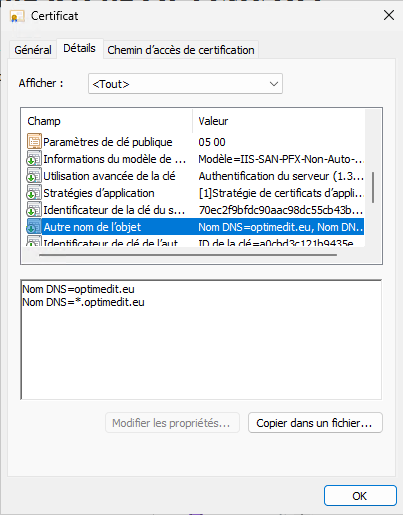 Certificat
Général Détails Chemin d'accès de certification
Afficher : <Tout>
Champ Valeur
Paramètres de clé publique 05 00
Informations du modèle de ... Modèle=IIS-SAN-PFX-Non-Auto-...
Utilisation avancée de la clé Authentification du serveur (1.3....
Stratégies d'application [1]Stratégie de certificats d'appli...
Identificateur de la clé du s... 70ec2f9bfdc90aac98dc55cb43b...
Autre nom de l'objet Nom DNS=optimedit.eu, Nom DN...
Identificateur de clé de l'aut... ID de la clé=a0cbd3c121b9435e...
Nom DNS=optimedit.eu
Nom DNS=*.optimedit.eu
Modifier les propriétés... Copier dans un fichier...
OK